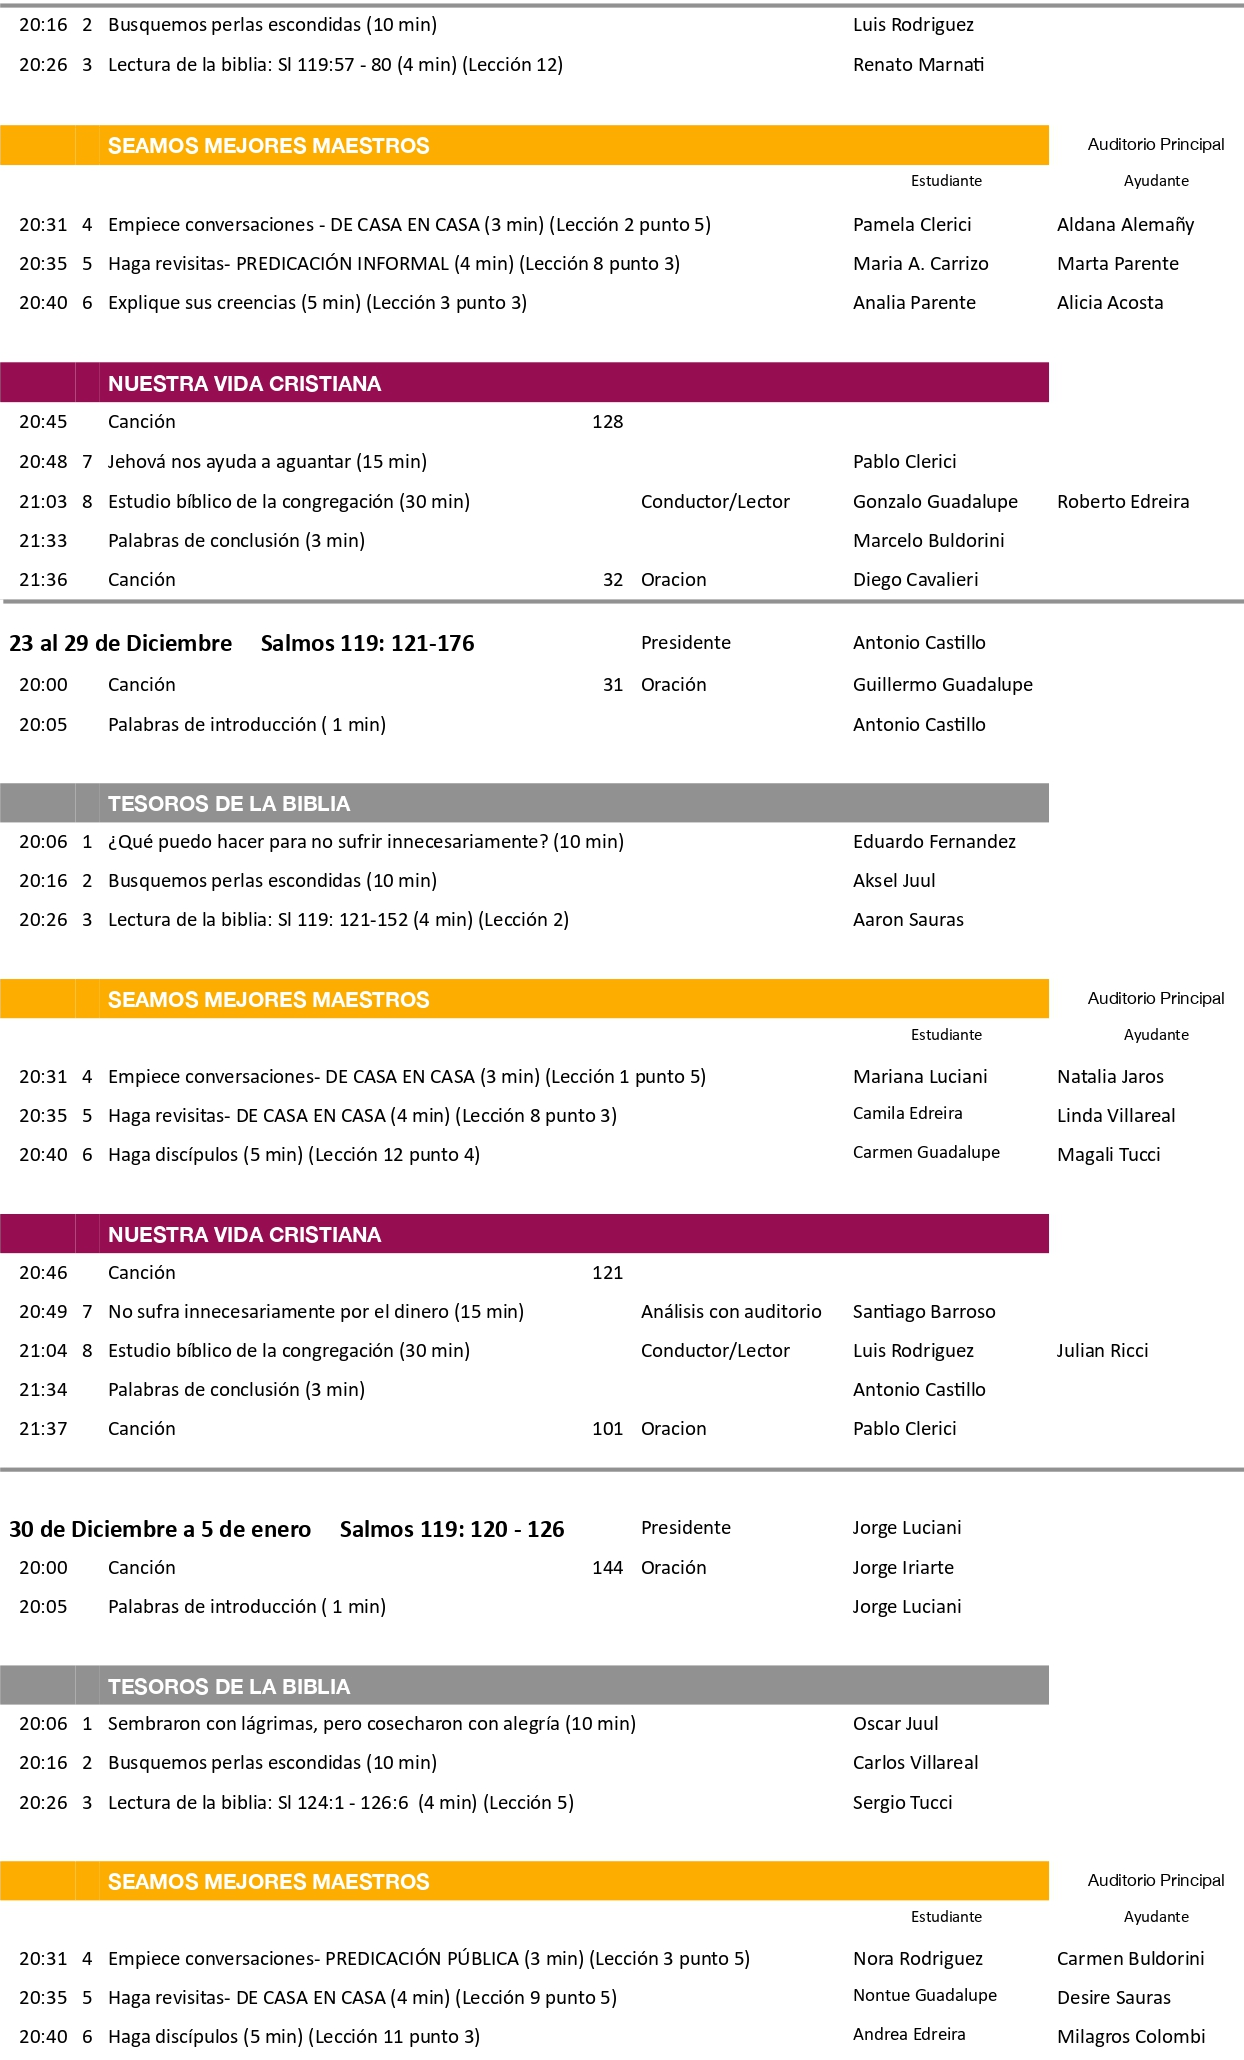 20:16 2 Busquemos perlas escondidas (10 min) Luis Rodriguez
20:26 3 Lectura de la biblia: Sl 119:57 - 80 (4 min) (Lección 12) Renato Marnati
SEAMOS MEJORES MAESTROS Auditorio Principal
Estudiante Ayudante
20:31 4 Empiece conversaciones - DE CASA EN CASA (3 min) (Lección 2 punto 5) Pamela Clerici Aldana Alemañy
20:35 5 Haga revisitas- PREDICACIÓN INFORMAL (4 min) (Lección 8 punto 3) Maria A. Carrizo Marta Parente
20:40 6 Explique sus creencias (5 min) (Lección 3 punto 3) Analia Parente Alicia Acosta
NUESTRA VIDA CRISTIANA
20:45 Canción 128
20:48 7 Jehová nos ayuda a aguantar (15 min) Pablo Clerici
21:03 8 Estudio bíblico de la congregación (30 min) Conductor/Lector Gonzalo Guadalupe Roberto Edreira
21:33 Palabras de conclusión (3 min) Marcelo Buldorini
21:36 Canción 32 Oracion Diego Cavalieri
23 al 29 de Diciembre Salmos 119: 121-176 Presidente Antonio Castillo
20:00 Canción 31 Oración Guillermo Guadalupe
20:05 Palabras de introducción ( 1 min) Antonio Castillo
TESOROS DE LA BIBLIA
20:06 1 ¿Qué puedo hacer para no sufrir innecesariamente? (10 min) Eduardo Fernandez
20:16 2 Busquemos perlas escondidas (10 min) Aksel Juul
20:26 3 Lectura de la biblia: Sl 119: 121-152 (4 min) (Lección 2) Aaron Sauras
SEAMOS MEJORES MAESTROS Auditorio Principal
Estudiante Ayudante
20:31 4 Empiece conversaciones- DE CASA EN CASA (3 min) (Lección 1 punto 5) Mariana Luciani Natalia Jaros
20:35 5 Haga revisitas- DE CASA EN CASA (4 min) (Lección 8 punto 3) Camila Edreira Linda Villareal
20:40 6 Haga discípulos (5 min) (Lección 12 punto 4) Carmen Guadalupe Magali Tucci
NUESTRA VIDA CRISTIANA
20:46 Canción 121
20:49 7 No sufra innecesariamente por el dinero (15 min) Análisis con auditorio Santiago Barroso
21:04 8 Estudio bíblico de la congregación (30 min) Conductor/Lector Luis Rodriguez Julian Ricci
21:34 Palabras de conclusión (3 min) Antonio Castillo
21:37 Canción 101 Oracion Pablo Clerici
30 de Diciembre a 5 de enero Salmos 119: 120 - 126 Presidente Jorge Luciani
20:00 Canción 144 Oración Jorge Iriarte
20:05 Palabras de introducción ( 1 min) Jorge Luciani
TESOROS DE LA BIBLIA
20:06 1 Sembraron con lágrimas, pero cosecharon con alegría (10 min) Oscar Juul
20:16 2 Busquemos perlas escondidas (10 min) Carlos Villareal
20:26 3 Lectura de la biblia: Sl 124:1 - 126:6 (4 min) (Lección 5) Sergio Tucci
SEAMOS MEJORES MAESTROS Auditorio Principal
Estudiante Ayudante
20:31 4 Empiece conversaciones- PREDICACIÓN PÚBLICA (3 min) (Lección 3 punto 5) Nora Rodriguez Carmen Buldorini
20:35 5 Haga revisitas- DE CASA EN CASA (4 min) (Lección 9 punto 5) Nontue Guadalupe Desire Sauras
20:40 6 Haga discípulos (5 min) (Lección 11 punto 3) Andrea Edreira Milagros Colombi